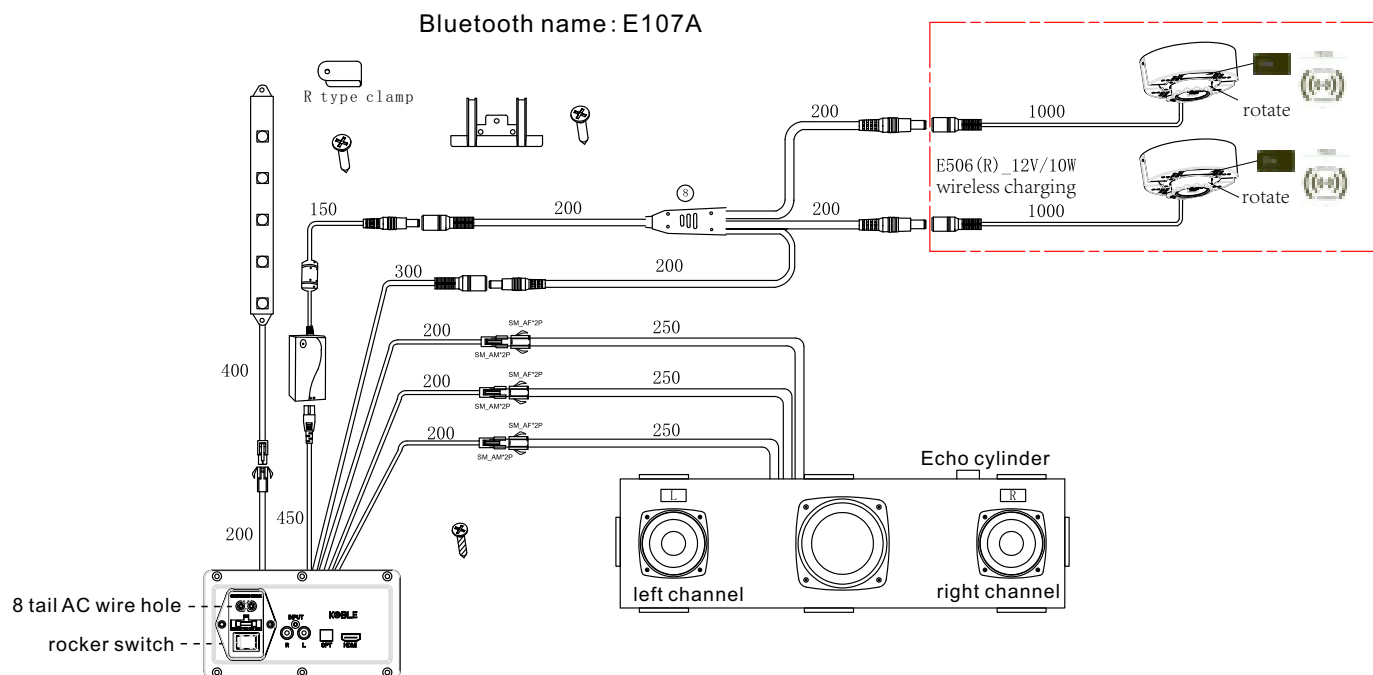 Bluetooth name: E107A
R type clamp
200
1000
rotate
E506(R)_12V/10W
wireless charging
8
150
200
200
1000
rotate
300
200
200
SM_AF*2P
SM_AM*2P
250
400
200
SM_AF*2P
SM_AM*2P
250
200
SM_AF*2P
SM_AM*2P
250
Echo cylinder
L
R
200
450
left channel
right channel
8 tail AC wire hole
rocker switch
INPUT
R
L
OPT
HDMI
KOBLE